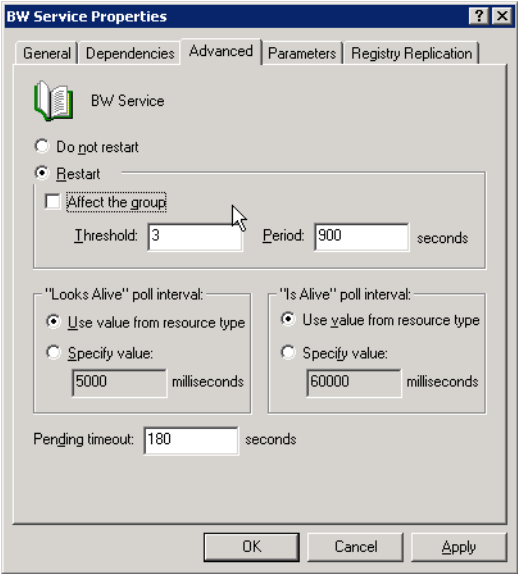 BW Service Properties
General Dependencies Advanced Parameters Registry Replication
BW Service
Do not restart
Restart
Affect the group
Threshold: 3 Period: 900 seconds
"Looks Alive" poll interval: "Is Alive" poll interval:
Use value from resource type Use value from resource type
Specify value: Specify value:
5000 milliseconds 60000 milliseconds
Pending timeout: 180 seconds
OK Cancel Apply